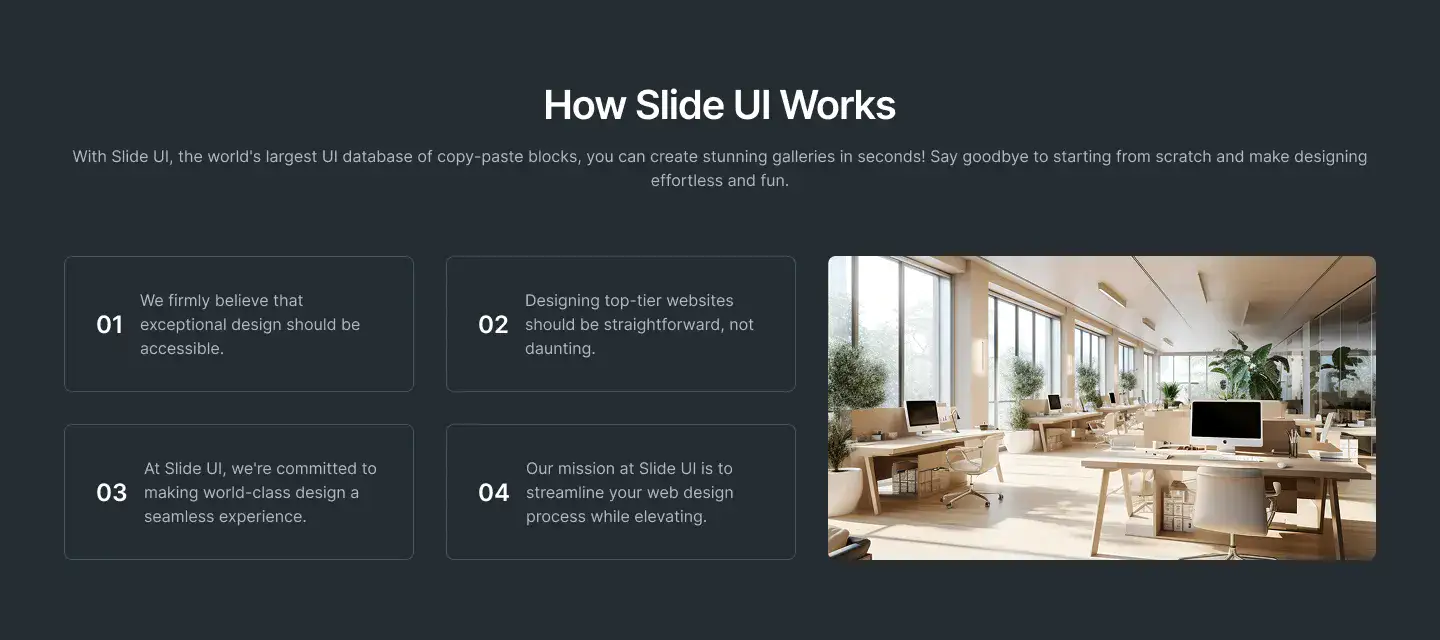 How Slide UI Works
With Slide UI, the world's largest UI database of copy-paste blocks, you can create stunning galleries in seconds! Say goodbye to starting from scratch and make designing
effortless and fun.
01
We firmly believe that
exceptional design should be
accessible.
02
Designing top-tier websites
should be straightforward, not
daunting.
03
At Slide UI, we're committed to
making world-class design a
seamless experience.
04
Our mission at Slide UI is to
streamline your web design
process while elevating.